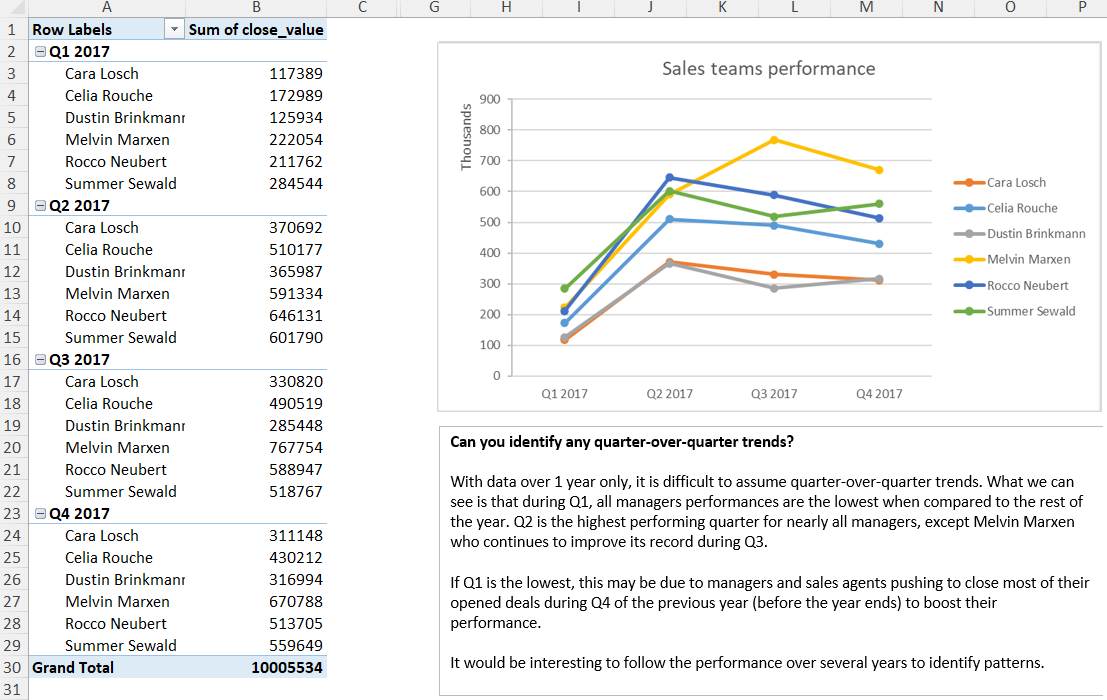 A B C G H I J K L M N O P
1 Row Labels Sum of close_value
2 Q1 2017
3 Cara Losch 117389
4 Celia Rouche 172989
5 Dustin Brinkmann 125934
6 Melvin Marxen 222054
7 Rocco Neubert 211762
8 Summer Sewald 284544
9 Q2 2017
10 Cara Losch 370692
11 Celia Rouche 510177
12 Dustin Brinkmann 365987
13 Melvin Marxen 591334
14 Rocco Neubert 646131
15 Summer Sewald 601790
16 Q3 2017
17 Cara Losch 330820
18 Celia Rouche 490519
19 Dustin Brinkmann 285448
20 Melvin Marxen 767754
21 Rocco Neubert 588947
22 Summer Sewald 518767
23 Q4 2017
24 Cara Losch 311148
25 Celia Rouche 430212
26 Dustin Brinkmann 316994
27 Melvin Marxen 670788
28 Rocco Neubert 513705
29 Summer Sewald 559649
30 Grand Total 10005534
31
Sales teams performance
Thousands
900
800
700
600
500
400
300
200
100
0
Q1 2017 Q2 2017 Q3 2017 Q4 2017
Cara Losch
Celia Rouche
Dustin Brinkmann
Melvin Marxen
Rocco Neubert
Summer Sewald
Can you identify any quarter-over-quarter trends?
With data over 1 year only, it is difficult to assume quarter-over-quarter trends. What we can
see is that during Q1, all managers performances are the lowest when compared to the rest of
the year. Q2 is the highest performing quarter for nearly all managers, except Melvin Marxen
who continues to improve its record during Q3.
If Q1 is the lowest, this may be due to managers and sales agents pushing to close most of their
opened deals during Q4 of the previous year (before the year ends) to boost their
performance.
It would be interesting to follow the performance over several years to identify patterns.